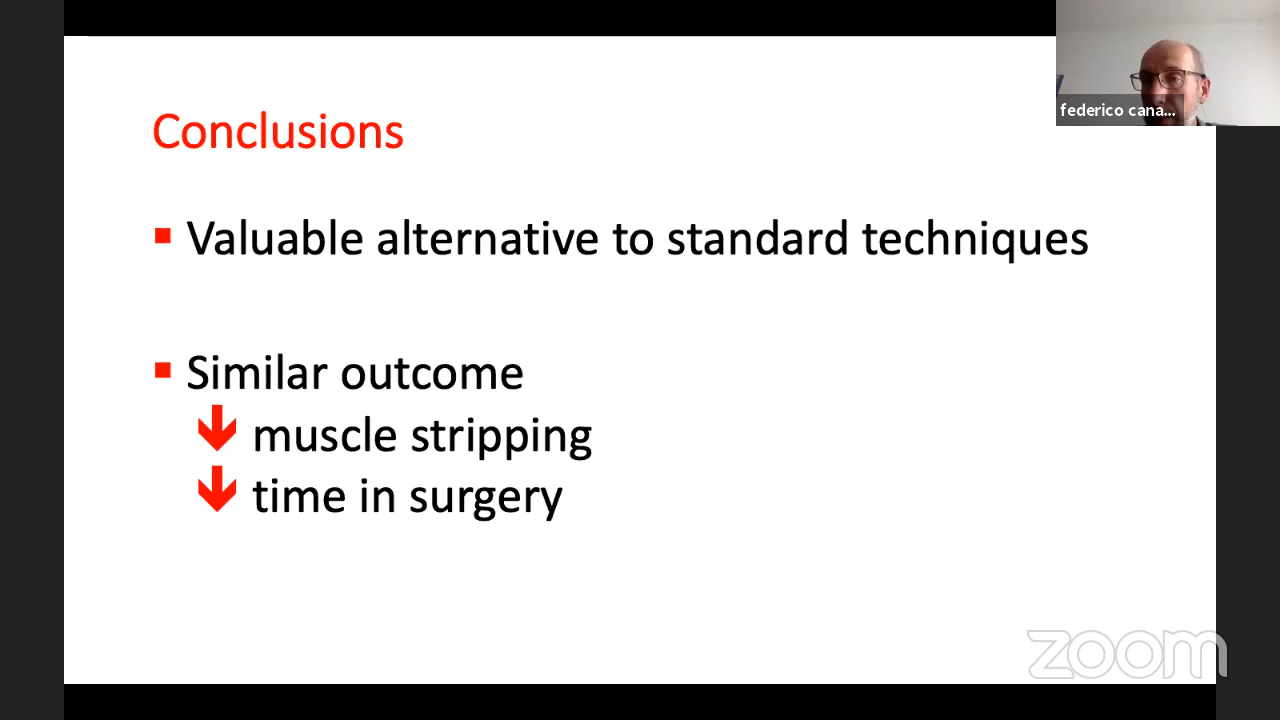 federico cana...
Conclusions
Valuable alternative to standard techniques
Similar outcome
muscle stripping
time in surgery
zoom